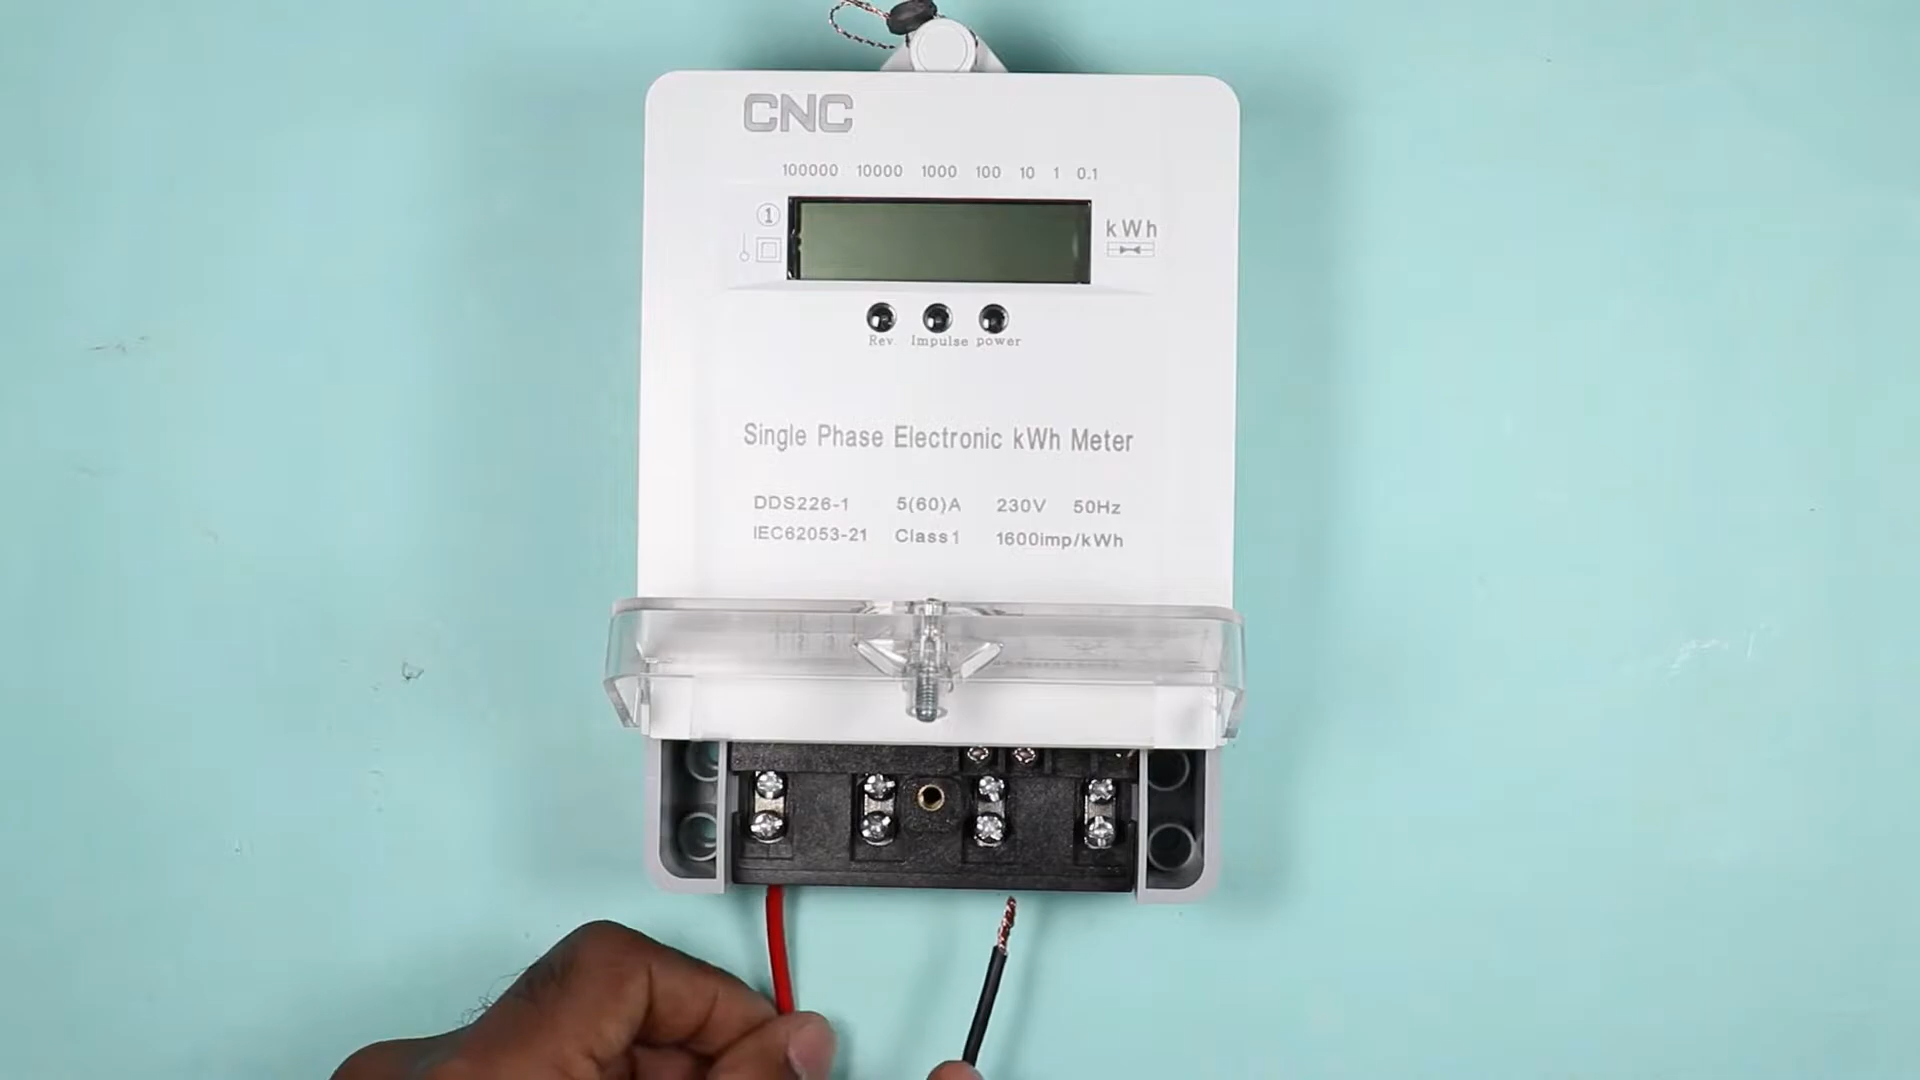 CNC
100000 10000 1000 100 10 1 0.1
1
kWh
Rev. Impulse power
Single Phase Electronic kWh Meter
DDS226-1 5(60)A 230V 50Hz
IEC62053-21 Class1 1600imp/kWh